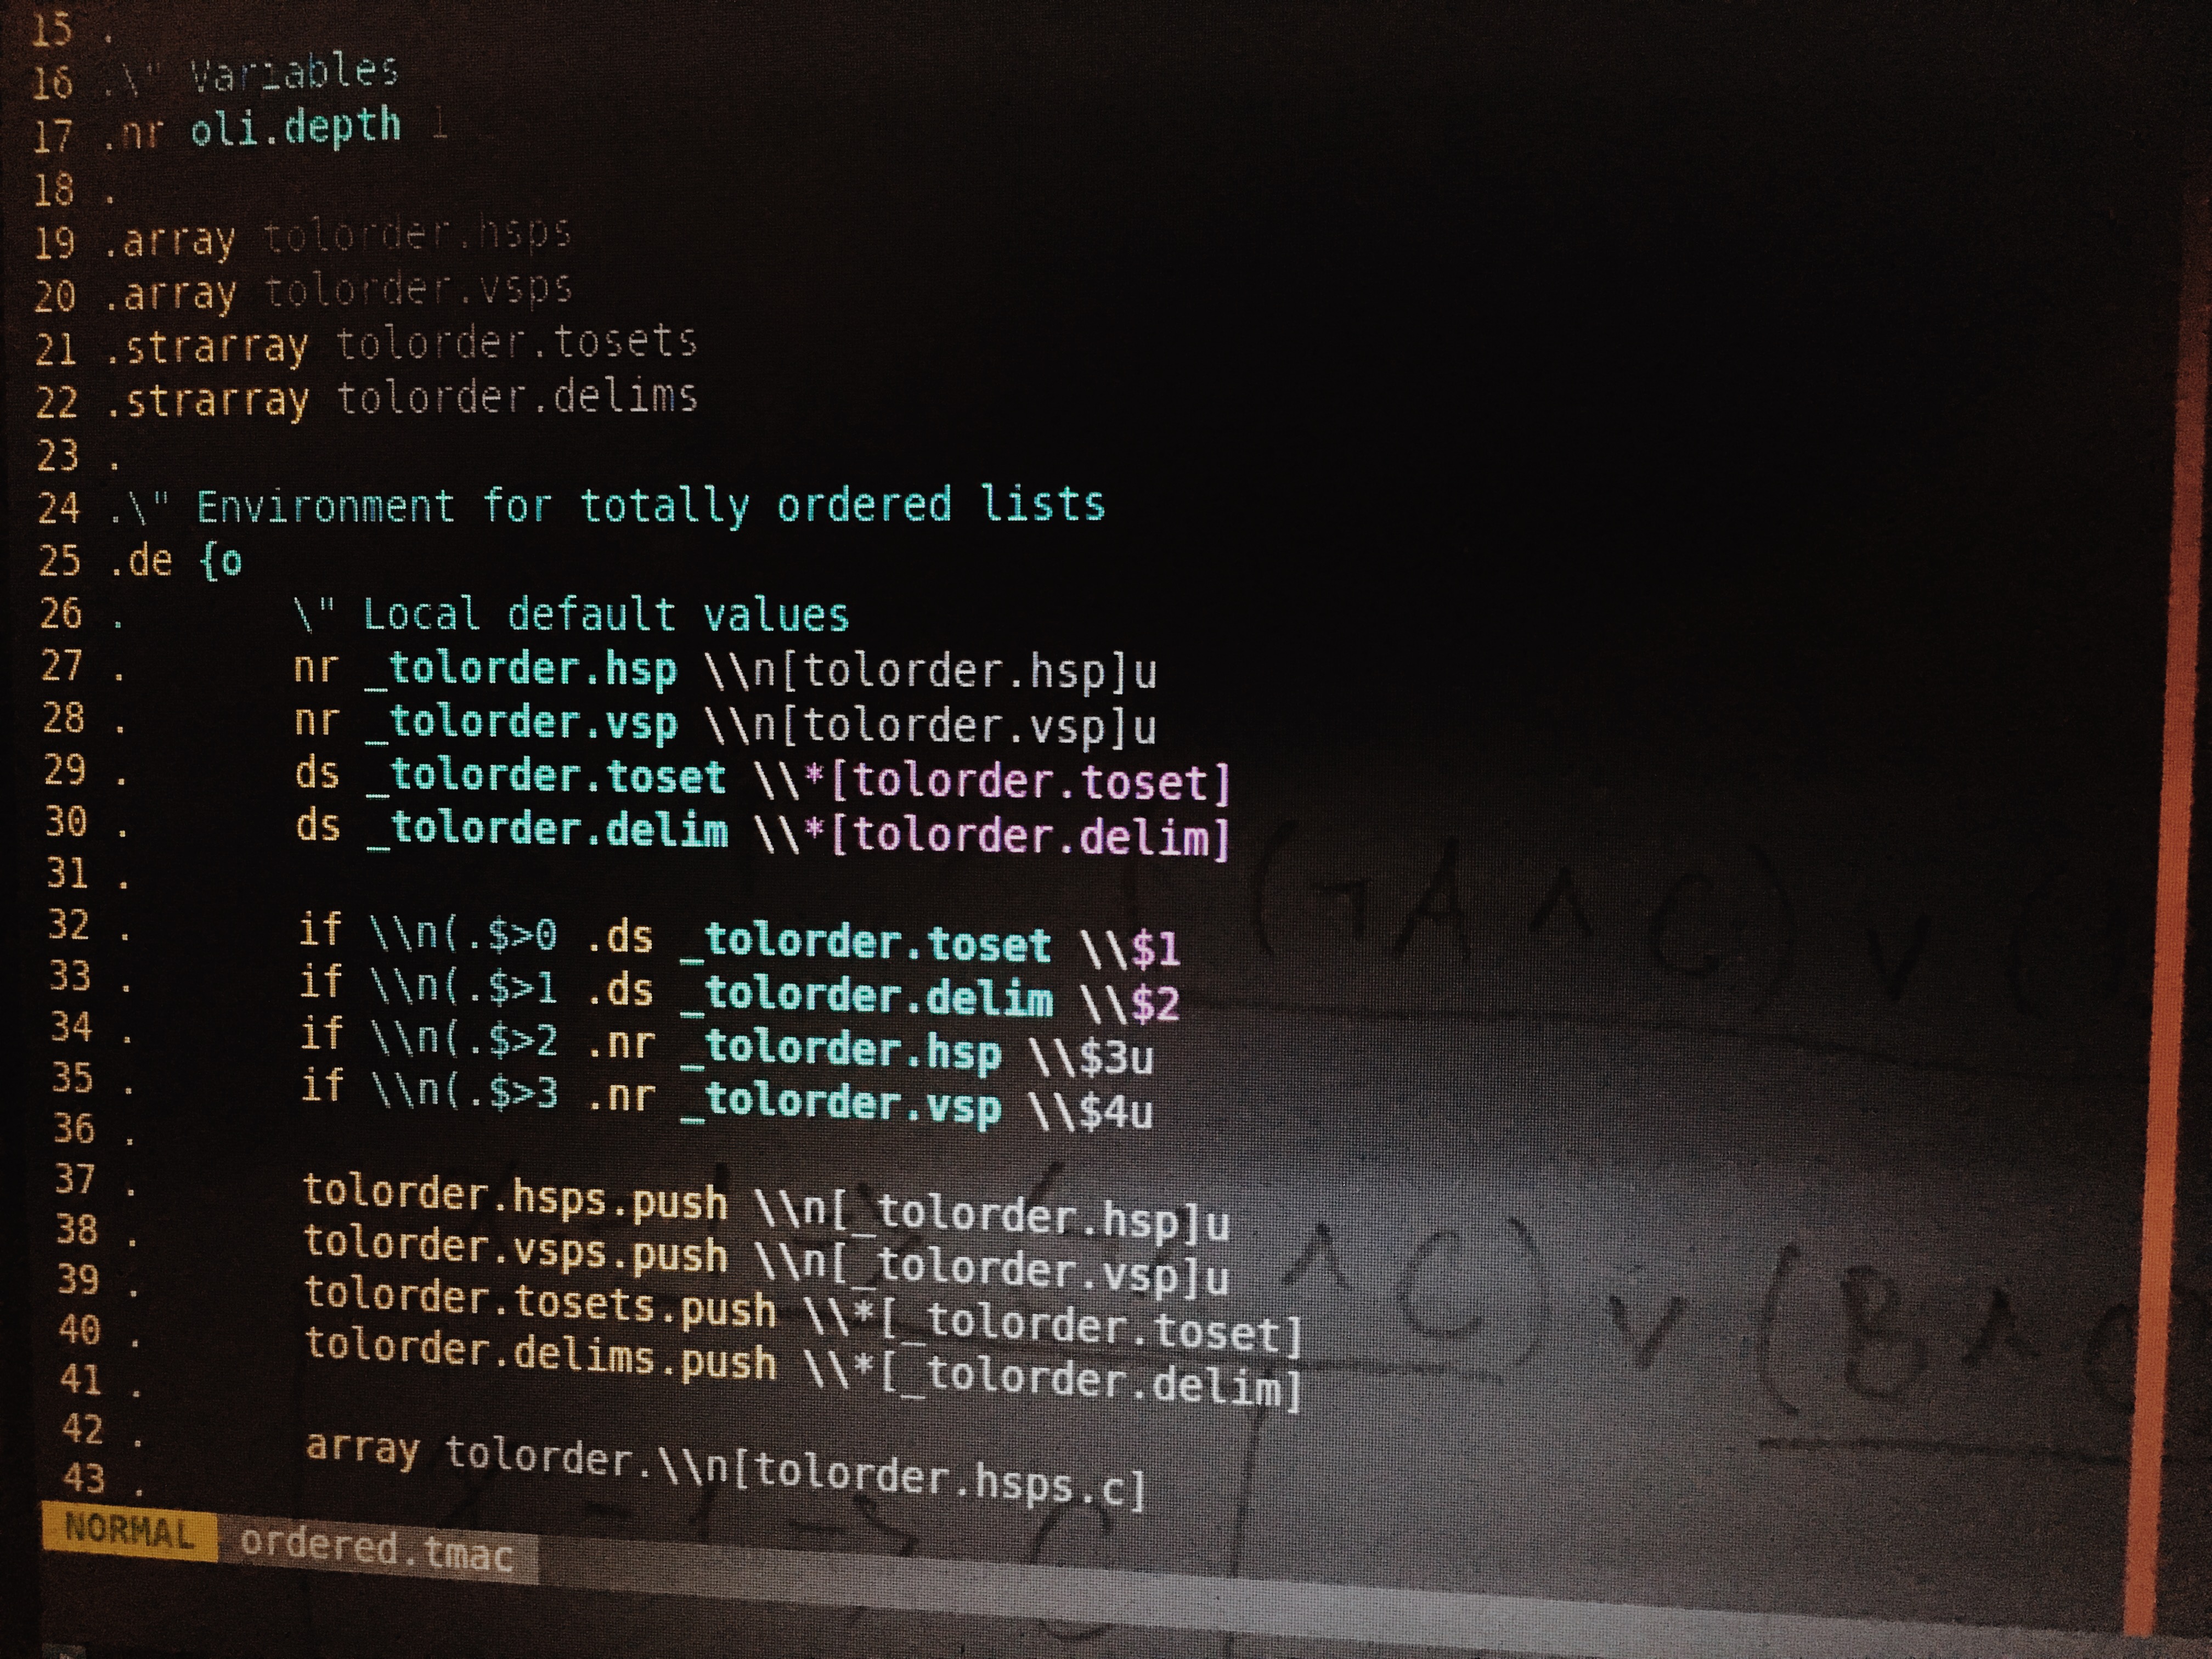 15 .
16 .\" Variables
17 .nr oli.depth 1
18 .
19 .array tolorder.hsps
20 .array tolorder.vsps
21 .strarray tolorder.tosets
22 .strarray tolorder.delims
23 .
24 .\" Environment for totally ordered lists
25 .de {o
26 . \" Local default values
27 . nr _tolorder.hsp \\n[tolorder.hsp]u
28 . nr _tolorder.vsp \\n[tolorder.vsp]u
29 . ds _tolorder.toset \\*[tolorder.toset]
30 . ds _tolorder.delim \\*[tolorder.delim]
31 .
32 . if \\n(.$>0 .ds _tolorder.toset \\$1
33 . if \\n(.$>1 .ds _tolorder.delim \\$2
34 . if \\n(.$>2 .nr _tolorder.hsp \\$3u
35 . if \\n(.$>3 .nr _tolorder.vsp \\$4u
36 .
37 . tolorder.hsps.push \\n[_tolorder.hsp]u
38 . tolorder.vsps.push \\n[_tolorder.vsp]u
39 . tolorder.tosets.push \\*[_tolorder.toset]
40 . tolorder.delims.push \\*[_tolorder.delim]
41 .
42 . array tolorder.\\n[tolorder.hsps.c]
43 .
NORMAL ordered.tmac
(¬A ∧ C) ∨ (
∧ C) ∨ (B ∧ C